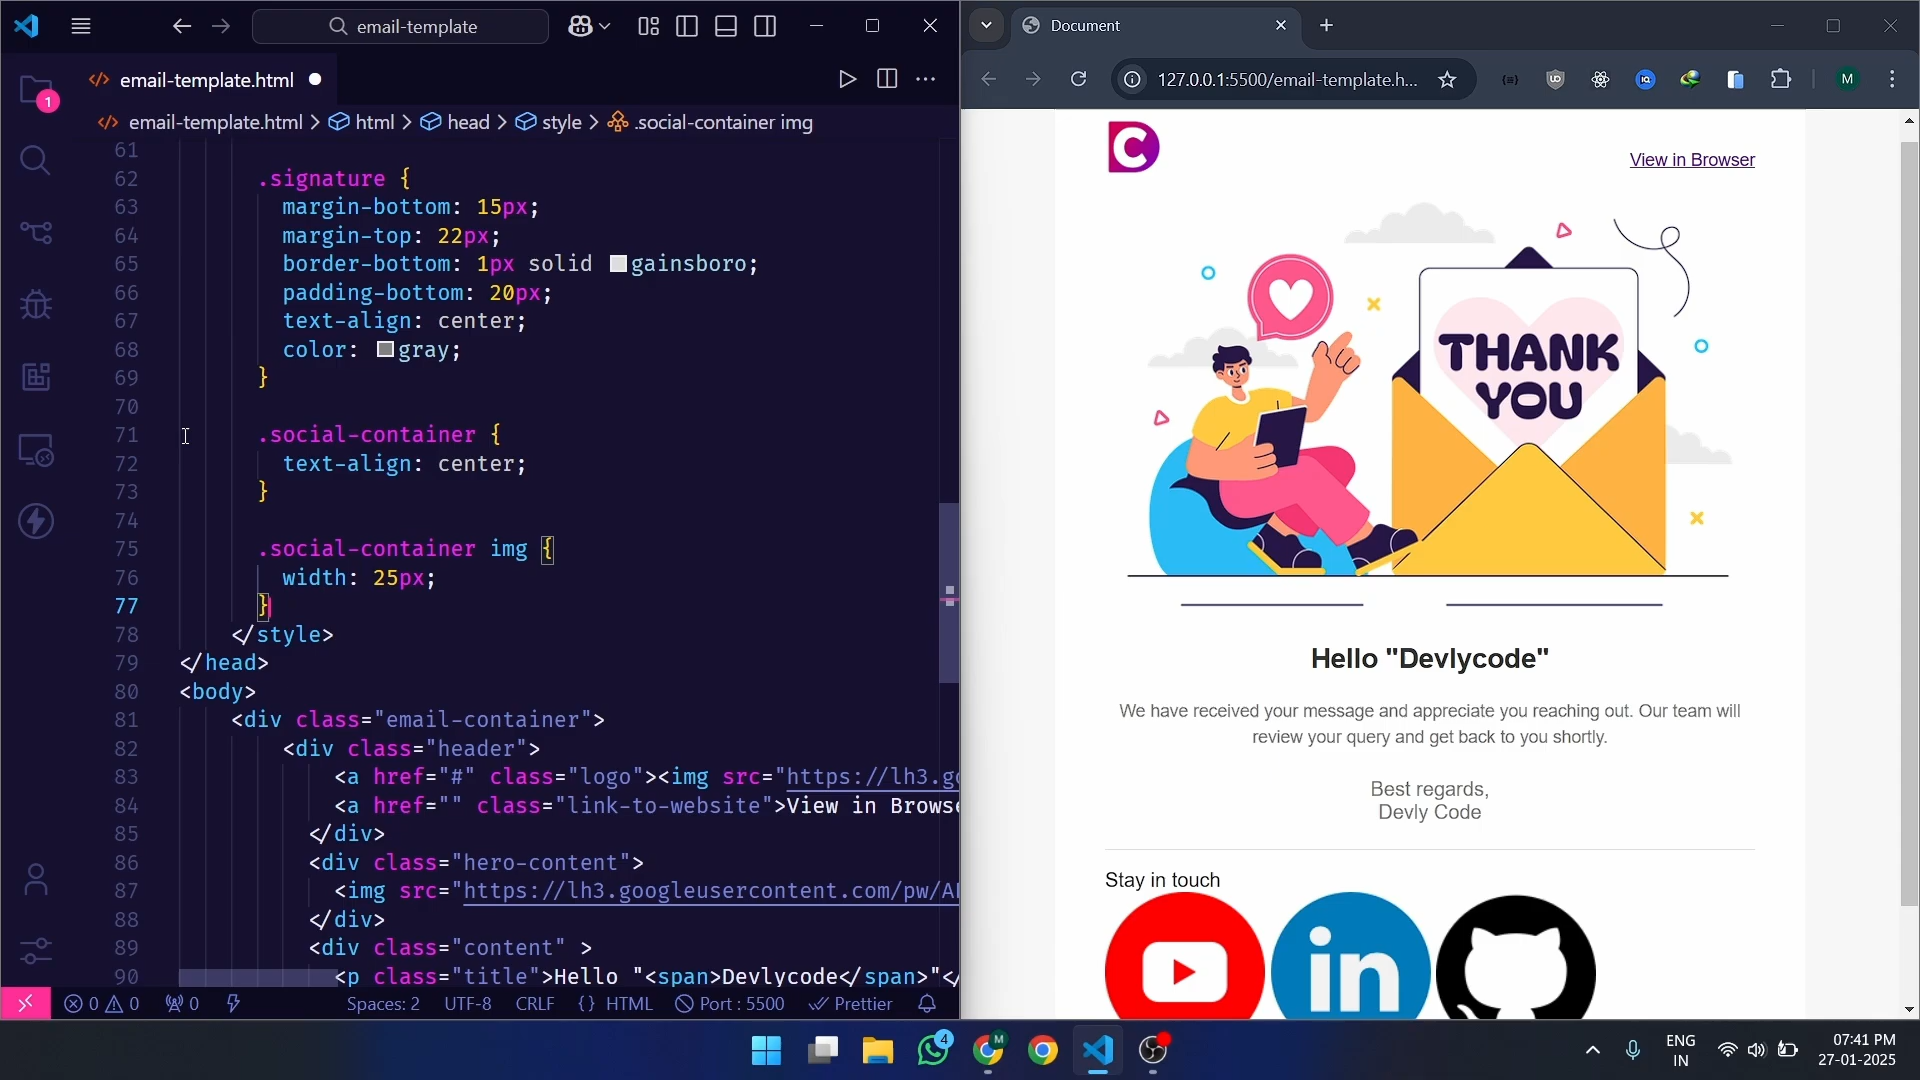 email-template
email-template.html
1
email-template.html > html > head > style > .social-container img
61
62 .signature {
63 margin-bottom: 15px;
64 margin-top: 22px;
65 border-bottom: 1px solid gainsboro;
66 padding-bottom: 20px;
67 text-align: center;
68 color: gray;
69 }
70
71 .social-container {
72 text-align: center;
73 }
74
75 .social-container img {
76 width: 25px;
77 }
78 </style>
79 </head>
80 <body>
81 <div class="email-container">
82 <div class="header">
83 <a href="#" class="logo"><img src="https://lh3.go
84 <a href="" class="link-to-website">View in Browse
85 </div>
86 <div class="hero-content">
87 <img src="https://lh3.googleusercontent.com/pw/A
88 </div>
89 <div class="content" >
90 <p class="title">Hello "<span>Devlycode</span>"</
0 0 0 Spaces: 2 UTF-8 CRLF {} HTML Port : 5500 Prettier
Document
127.0.0.1:5500/email-template.h...
M
C
View in Browser
THANK
YOU
Hello "Devlycode"
We have received your message and appreciate you reaching out. Our team will
review your query and get back to you shortly.
Best regards,
Devly Code
Stay in touch
in
4
M
ENG
IN
07:41 PM
27-01-2025